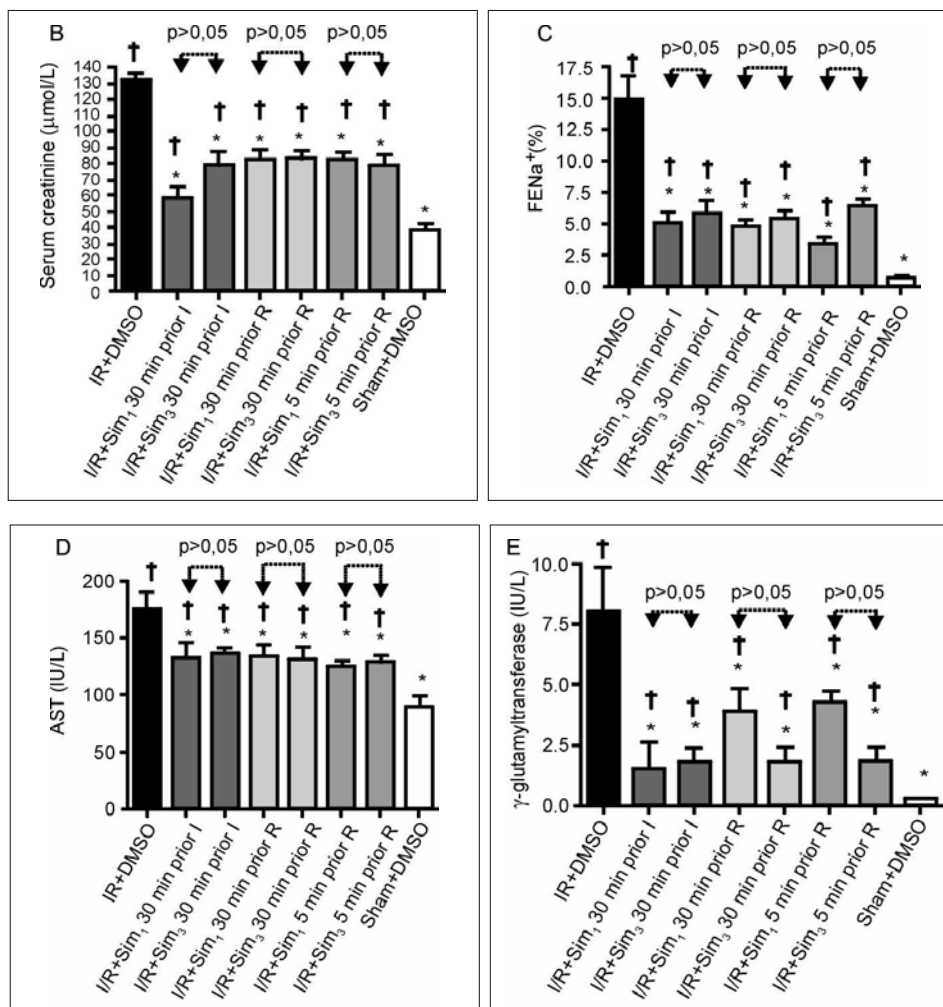 B
p>0,05 p>0,05 p>0,05
†
Serum creatinine (μmol/L)
140
130
120
110
100
90
80
70
60
50
40
30
20
10
0
† † † † † †
* * * * * * *
IR+DMSO
I/R+Sim₁ 30 min prior I
I/R+Sim₃ 30 min prior I
I/R+Sim₁ 30 min prior R
I/R+Sim₃ 30 min prior R
I/R+Sim₁ 5 min prior R
I/R+Sim₃ 5 min prior R
Sham+DMSO
C
p>0,05 p>0,05 p>0,05
†
FENa⁺(%)
17.5
15.0
12.5
10.0
7.5
5.0
2.5
0.0
† † † † † †
* * * * * * *
IR+DMSO
I/R+Sim₁ 30 min prior I
I/R+Sim₃ 30 min prior I
I/R+Sim₁ 30 min prior R
I/R+Sim₃ 30 min prior R
I/R+Sim₁ 5 min prior R
I/R+Sim₃ 5 min prior R
Sham+DMSO
D
p>0,05 p>0,05 p>0,05
†
AST (IU/L)
200
150
100
50
0
† † † † † †
* * * * * * *
IR+DMSO
I/R+Sim₁ 30 min prior I
I/R+Sim₃ 30 min prior I
I/R+Sim₁ 30 min prior R
I/R+Sim₃ 30 min prior R
I/R+Sim₁ 5 min prior R
I/R+Sim₃ 5 min prior R
Sham+DMSO
E
†
p>0,05 p>0,05 p>0,05
γ-glutamyltransferase (IU/L)
10.0
7.5
5.0
2.5
0.0
† † † † † †
* * * * * * *
IR+DMSO
I/R+Sim₁ 30 min prior I
I/R+Sim₃ 30 min prior I
I/R+Sim₁ 30 min prior R
I/R+Sim₃ 30 min prior R
I/R+Sim₁ 5 min prior R
I/R+Sim₃ 5 min prior R
Sham+DMSO